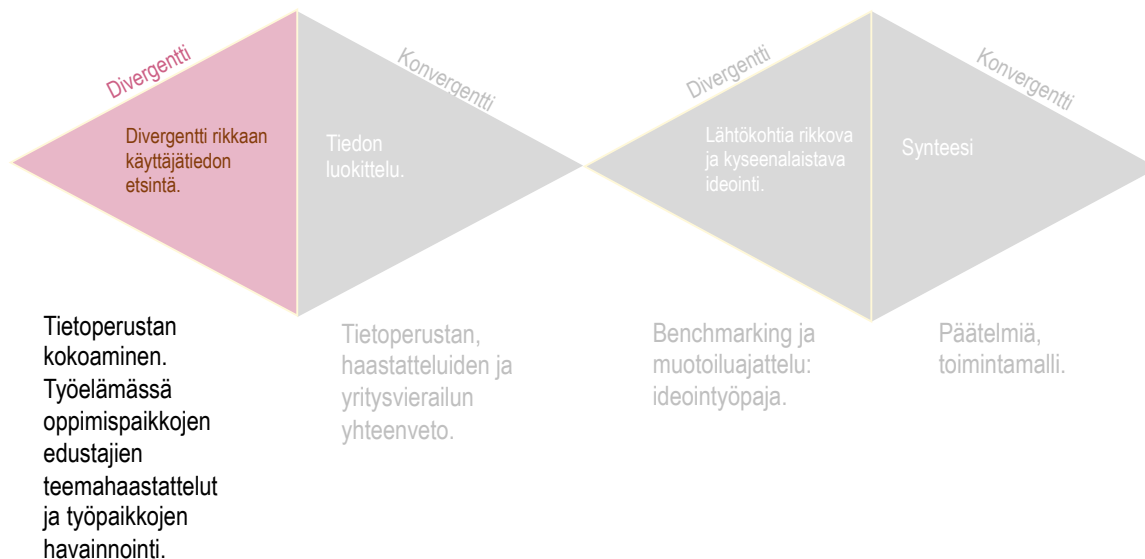 Divergentti
Konvergentti
Divergentti
Konvergentti
Divergentti rikkaan
käyttäjätiedon
etsintä.
Tiedon
luokittelu.
Lähtökohtia rikkova
ja kyseenalaistava
ideointi.
Synteesi
Tietoperustan
kokoaminen.
Työelämässä
oppimispaikkojen
edustajien
teemahaastattelut
ja työpaikkojen
havainnointi.
Tietoperustan,
haastatteluiden ja
yritysvierailun
yhteenveto.
Benchmarking ja
muotoiluajattelu:
ideointyöpaja.
Päätelmiä,
toimintamalli.